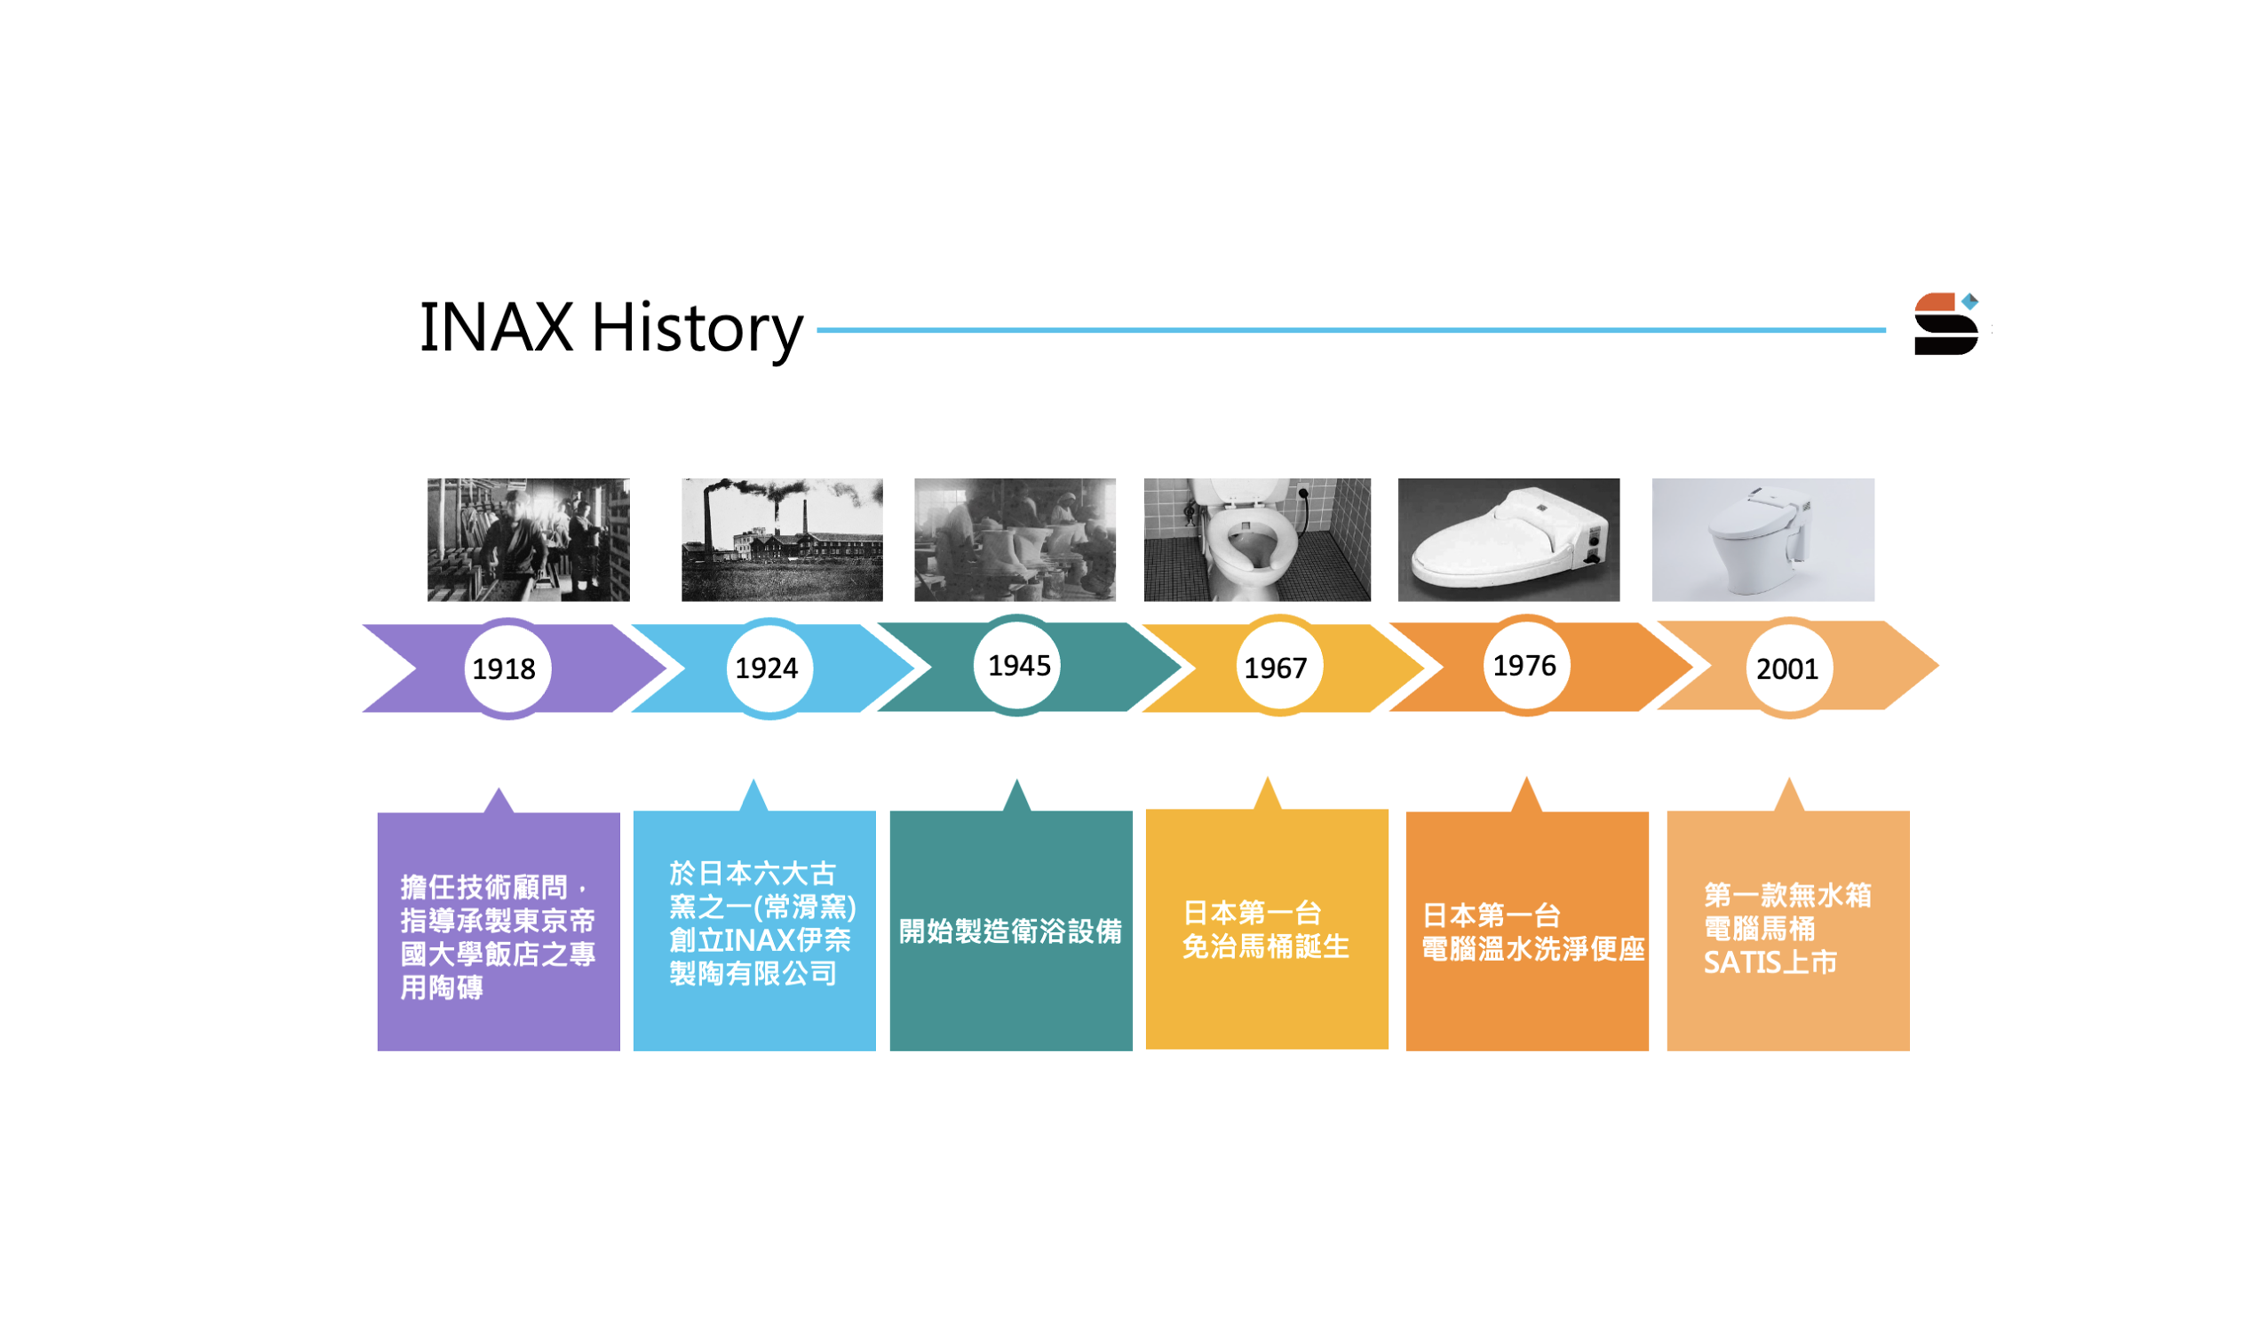 INAX History
1918
1924
1945
1967
1976
2001
擔任技術顧問，
指導承製東京帝
國大學飯店之專
用陶磚
於日本六大古
窯之一(常滑窯)
創立INAX伊奈
製陶有限公司
開始製造衛浴設備
日本第一台
免治馬桶誕生
日本第一台
電腦溫水洗淨便座
第一款無水箱
電腦馬桶
SATIS上市